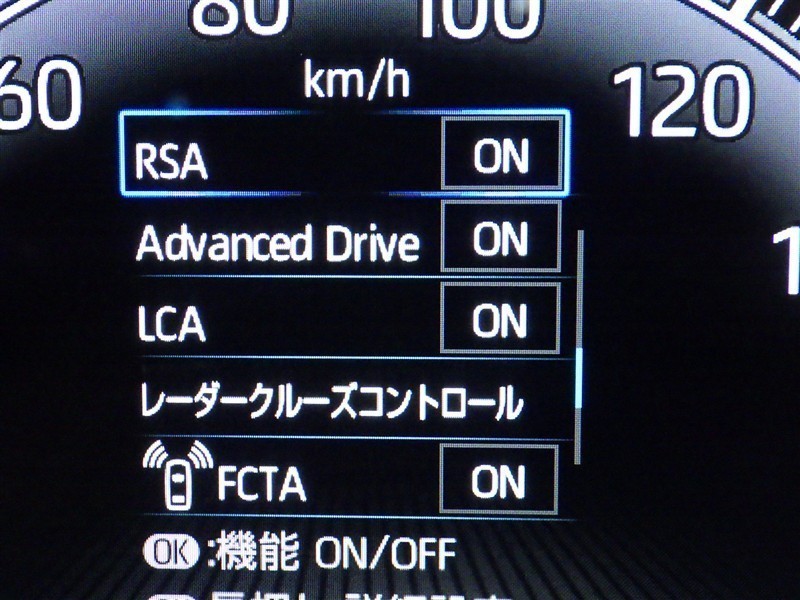 80 100
60 km/h 120
RSA ON
Advanced Drive ON
LCA ON
レーダークルーズコントロール
FCTA ON
OK:機能 ON/OFF